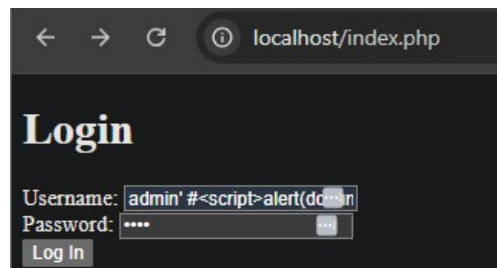 localhost/index.php
Login
Username: admin' #<script>alert(do
Password: ••••
Log In